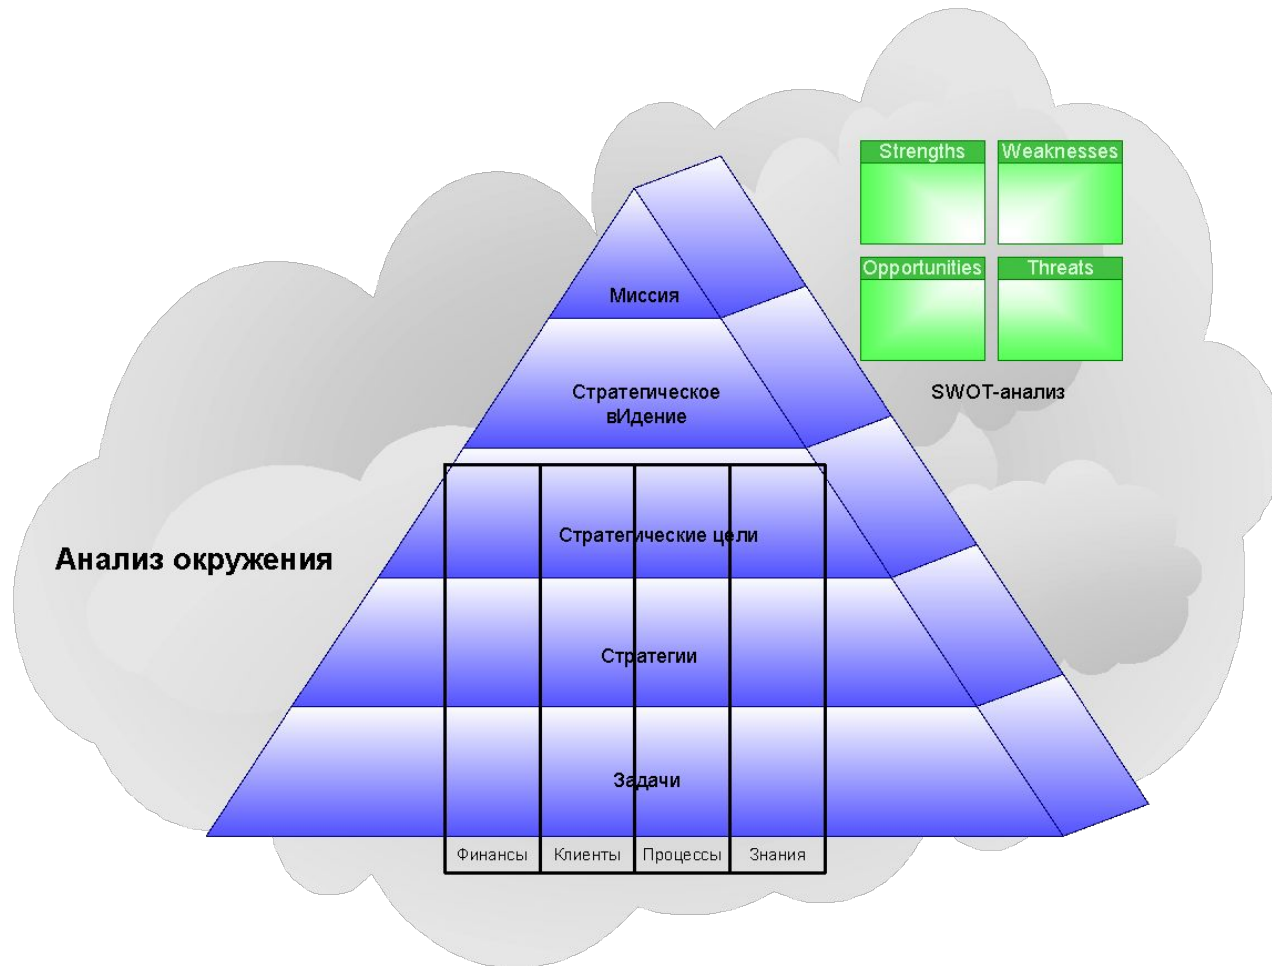 Strengths
Weaknesses
Opportunities
Threats
SWOT-анализ
Миссия
Стратегическое
вИдение
Стратегические цели
Анализ окружения
Стратегии
Задачи
Финансы
Клиенты
Процессы
Знания